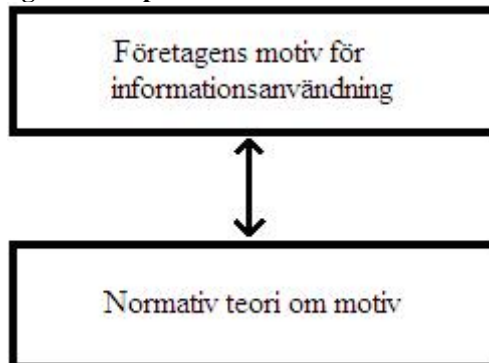 Företagens motiv för
informationsanvändning
Normativ teori om motiv